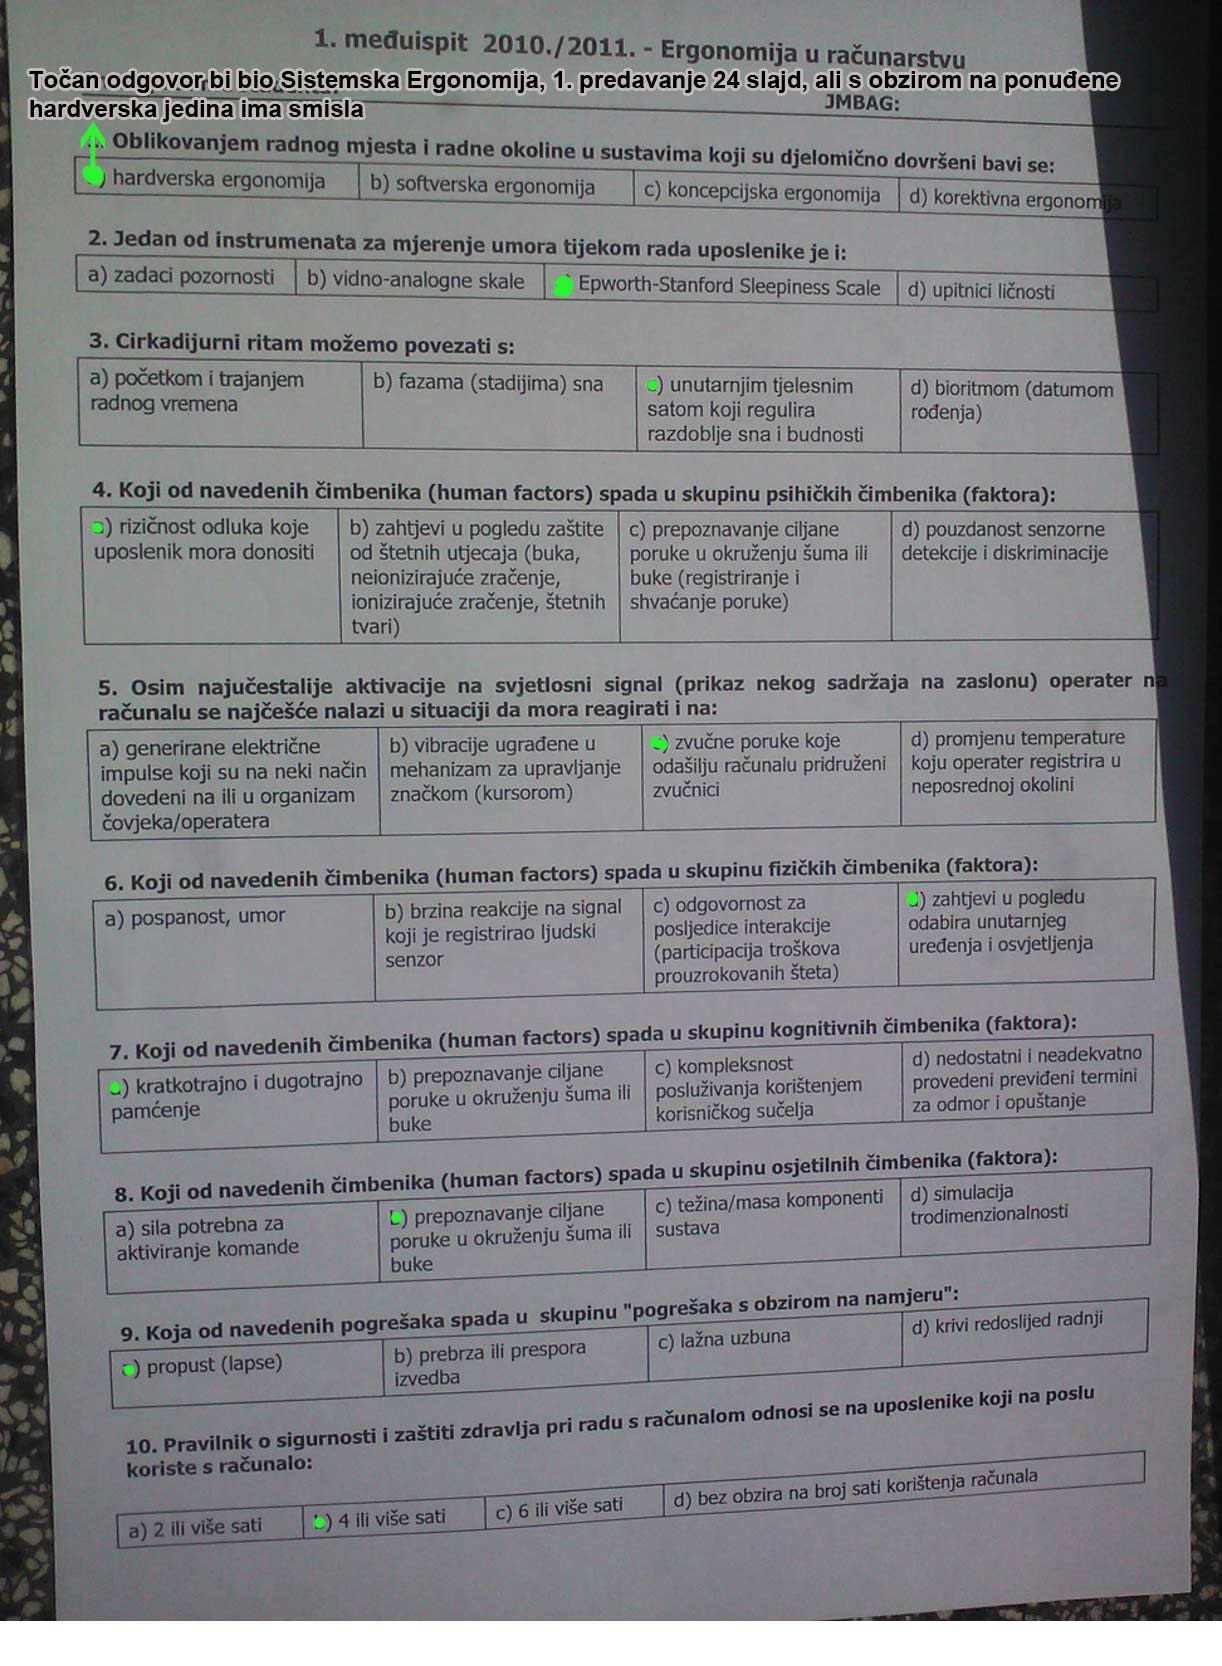 1. međuispit 2010./2011. - Ergonomija u računarstvu
Točan odgovor bi bio Sistemska Ergonomija, 1. predavanje 24 slajd, ali s obzirom na ponuđene
hardverska jedina ima smisla
JMBAG:
Oblikovanjem radnog mjesta i radne okoline u sustavima koji su djelomično dovršeni bavi se:
) hardverska ergonomija
b) softverska ergonomija
c) koncepcijska ergonomija
d) korektivna ergonomija
2. Jedan od instrumenata za mjerenje umora tijekom rada uposlenike je i:
a) zadaci pozornosti
b) vidno-analogne skale
Epworth-Stanford Sleepiness Scale
d) upitnici ličnosti
3. Cirkadijurni ritam možemo povezati s:
a) početkom i trajanjem
radnog vremena
b) fazama (stadijima) sna
c) unutarnjim tjelesnim
satom koji regulira
razdoblje sna i budnosti
d) bioritmom (datumom
rođenja)
4. Koji od navedenih čimbenika (human factors) spada u skupinu psihičkih čimbenika (faktora):
a) rizičnost odluka koje
uposlenik mora donositi
b) zahtjevi u pogledu zaštite
od štetnih utjecaja (buka,
neionizirajuće zračenje,
ionizirajuće zračenje, štetnih
tvari)
c) prepoznavanje ciljane
poruke u okruženju šuma ili
buke (registriranje i
shvaćanje poruke)
d) pouzdanost senzorne
detekcije i diskriminacije
5. Osim najučestalije aktivacije na svjetlosni signal (prikaz nekog sadržaja na zaslonu) operater na
računalu se najčešće nalazi u situaciji da mora reagirati i na:
a) generirane električne
impulse koji su na neki način
dovedeni na ili u organizam
čovjeka/operatera
b) vibracije ugrađene u
mehanizam za upravljanje
značkom (kursorom)
c) zvučne poruke koje
odašilju računalu pridruženi
zvučnici
d) promjenu temperature
koju operater registrira u
neposrednoj okolini
6. Koji od navedenih čimbenika (human factors) spada u skupinu fizičkih čimbenika (faktora):
a) pospanost, umor
b) brzina reakcije na signal
koji je registrirao ljudski
senzor
c) odgovornost za
posljedice interakcije
(participacija troškova
prouzrokovanih šteta)
d) zahtjevi u pogledu
odabira unutarnjeg
uređenja i osvjetljenja
7. Koji od navedenih čimbenika (human factors) spada u skupinu kognitivnih čimbenika (faktora):
a) kratkotrajno i dugotrajno
pamćenje
b) prepoznavanje ciljane
poruke u okruženju šuma ili
buke
c) kompleksnost
posluživanja korištenjem
korisničkog sučelja
d) nedostatni i neadekvatno
provedeni previđeni termini
za odmor i opuštanje
8. Koji od navedenih čimbenika (human factors) spada u skupinu osjetilnih čimbenika (faktora):
a) sila potrebna za
aktiviranje komande
b) prepoznavanje ciljane
poruke u okruženju šuma ili
buke
c) težina/masa komponenti
sustava
d) simulacija
trodimenzionalnosti
9. Koja od navedenih pogrešaka spada u skupinu "pogrešaka s obzirom na namjeru":
a) propust (lapse)
b) prebrza ili prespora
izvedba
c) lažna uzbuna
d) krivi redoslijed radnji
10. Pravilnik o sigurnosti i zaštiti zdravlja pri radu s računalom odnosi se na uposlenike koji na poslu
koriste s računalo:
a) 2 ili više sati
b) 4 ili više sati
c) 6 ili više sati
d) bez obzira na broj sati korištenja računala